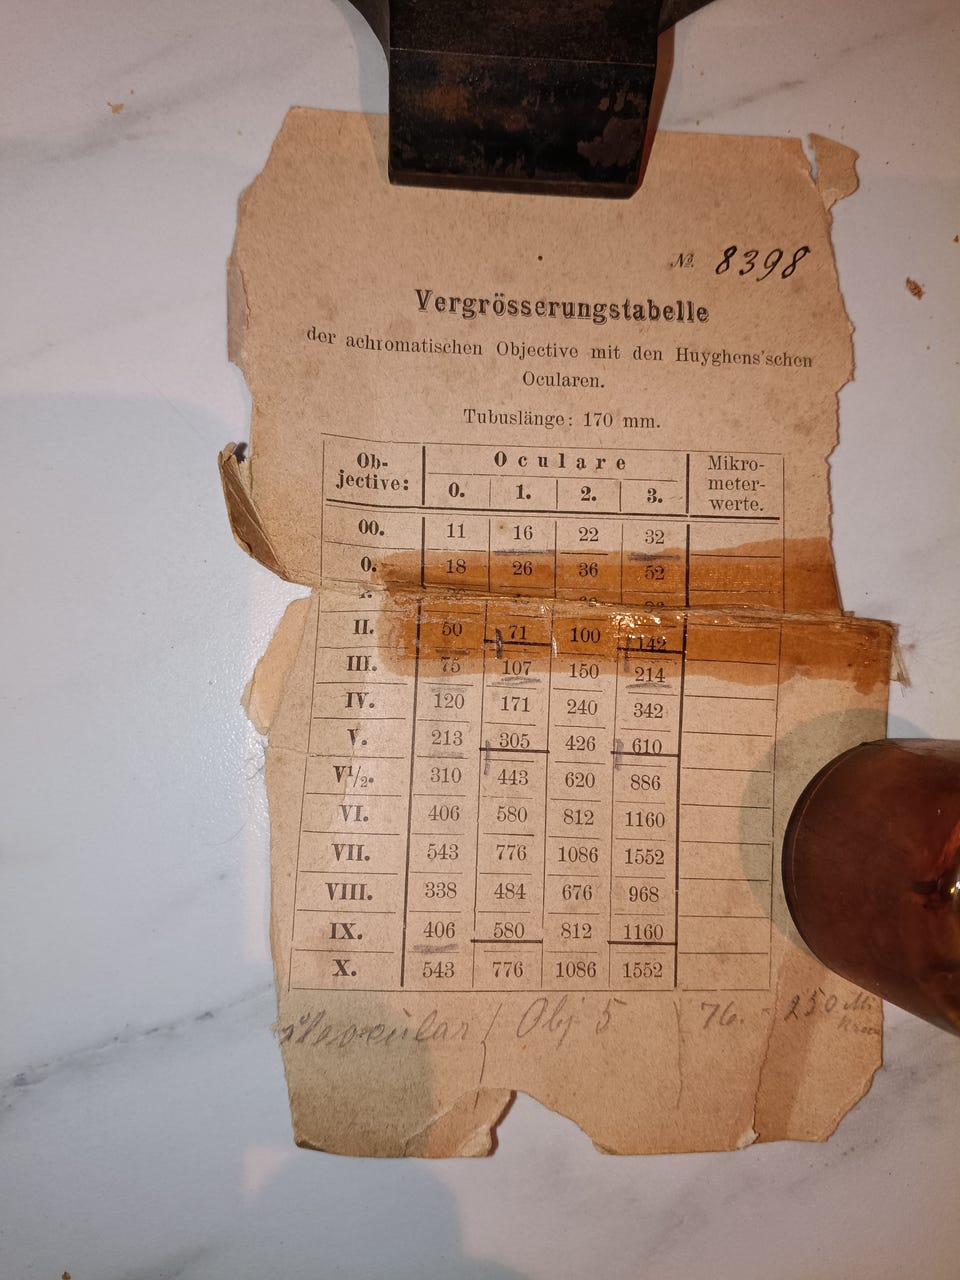 № 8398
Vergrösserungstabelle
der achromatischen Objective mit den Huyghens'schen
Ocularen.
Tubuslänge: 170 mm.
Ob-jective: Oculare Mikro-meter-werte.
0. 1. 2. 3.
00. 11 16 22 32
0. 18 26 36 52
II. 50 71 100 142
III. 75 107 150 214
IV. 120 171 240 342
V. 213 305 426 610
V1/2. 310 443 620 886
VI. 406 580 812 1160
VII. 543 776 1086 1552
VIII. 338 484 676 968
IX. 406 580 812 1160
X. 543 776 1086 1552
Obj 5 76. - 250